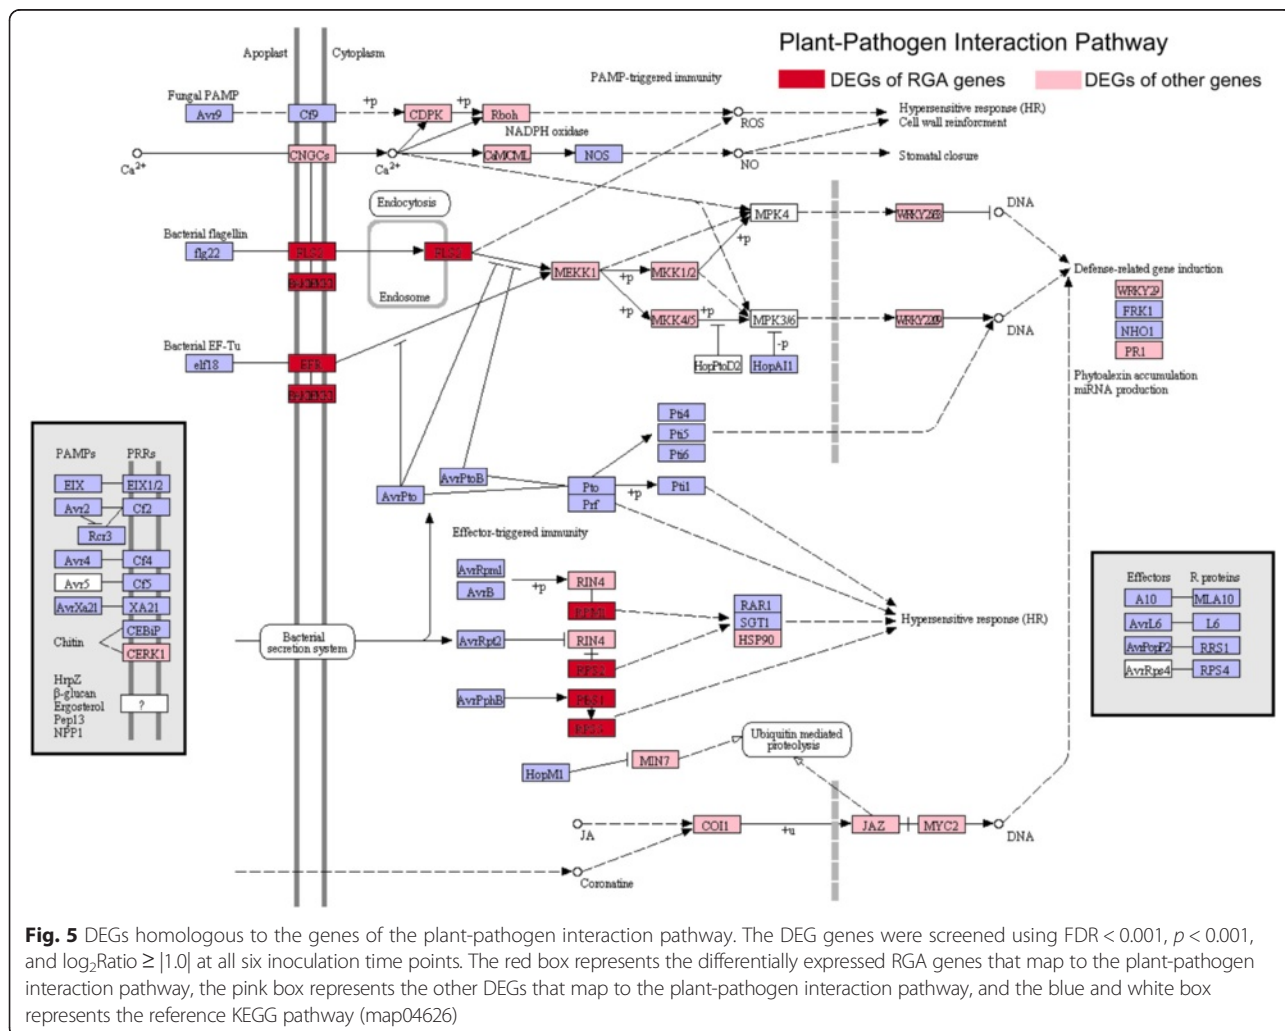 Plant-Pathogen Interaction Pathway
DEGs of RGA genes
DEGs of other genes
Apoplast
Cytoplasm
PAMP-triggered immunity
Fungal PAMP
Avr9
Cf9
+p
CDPK
+p
Rboh
NADPH oxidase
ROS
Hypersensitive response (HR)
Cell wall reinforcment
Ca2+
CNGCs
Ca2+
CaM/CML
NOS
NO
Stomatal closure
Endocytosis
Endosome
Bacterial flagellin
flg22
FLS2
FLS2
MEKK1
+p
MKK1/2
+p
MPK4
DNA
+p
MKK4/5
+p
MPK3/6
DNA
HopPtoD2
-p
HopAI1
Defense-related gene induction
WRKY29
FRK1
NHO1
PR1
Phytoalexin accumulation
miRNA production
Bacterial EF-Tu
elf18
EFR
PAMPs
PRRs
EIX
EIX1/2
Avr2
Cf2
Rcr3
Avr4
Cf4
Avr5
Cf5
AvrXa21
XA21
Chitin
CEBiP
CERK1
HrpZ
β-glucan
Ergosterol
Pep13
NPP1
?
AvrPto
AvrPtoB
Pti4
Pti5
Pti6
Pto
Prf
+p
Pti1
Effector-triggered immunity
AvrRpm1
AvrB
+p
RIN4
RPM1
Bacterial
secretion system
AvrRpt2
RIN4
RPS2
RAR1
SGT1
HSP90
Hypersensitive response (HR)
AvrPphB
PBS1
RPS5
Effectors
R proteins
A10
MLA10
AvrL6
L6
AvrPopP2
RRS1
AvrRps4
RPS4
HopM1
MIN7
Ubiquitin mediated
proteolysis
JA
COI1
+u
JAZ
MYC2
DNA
Coronatine
Fig. 5 DEGs homologous to the genes of the plant-pathogen interaction pathway. The DEG genes were screened using FDR < 0.001, p < 0.001,
and log2Ratio ≥ |1.0| at all six inoculation time points. The red box represents the differentially expressed RGA genes that map to the plant-pathogen
interaction pathway, the pink box represents the other DEGs that map to the plant-pathogen interaction pathway, and the blue and white box
represents the reference KEGG pathway (map04626)